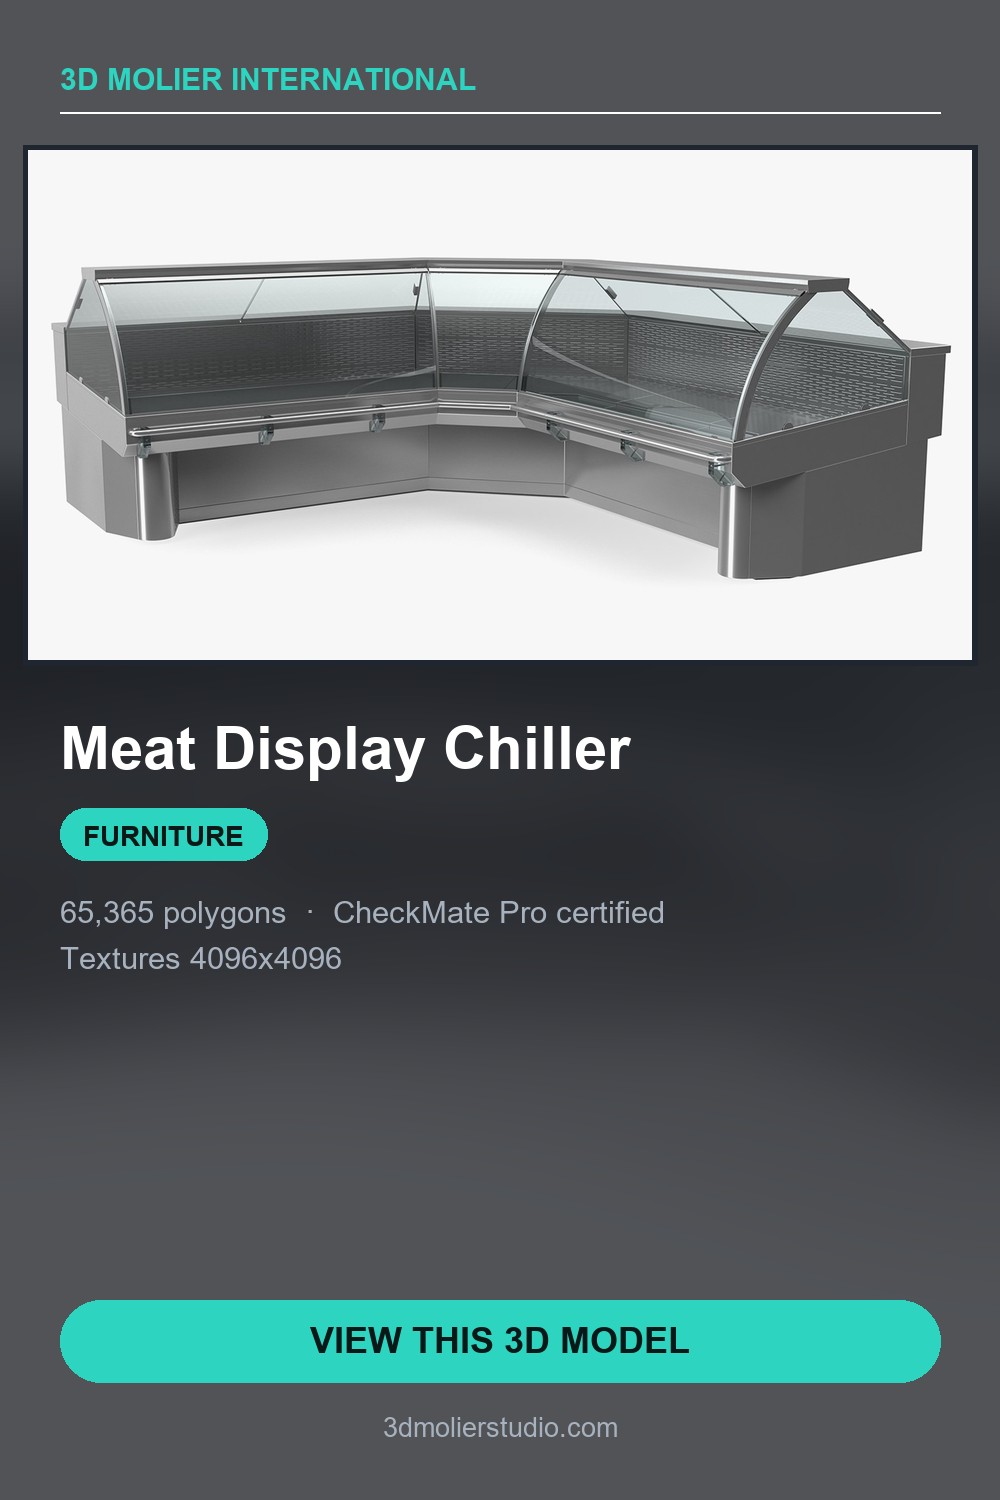 3D MOLIER INTERNATIONAL
Meat Display Chiller
FURNITURE
65,365 polygons · CheckMate Pro certified
Textures 4096x4096
VIEW THIS 3D MODEL
3dmolierstudio.com